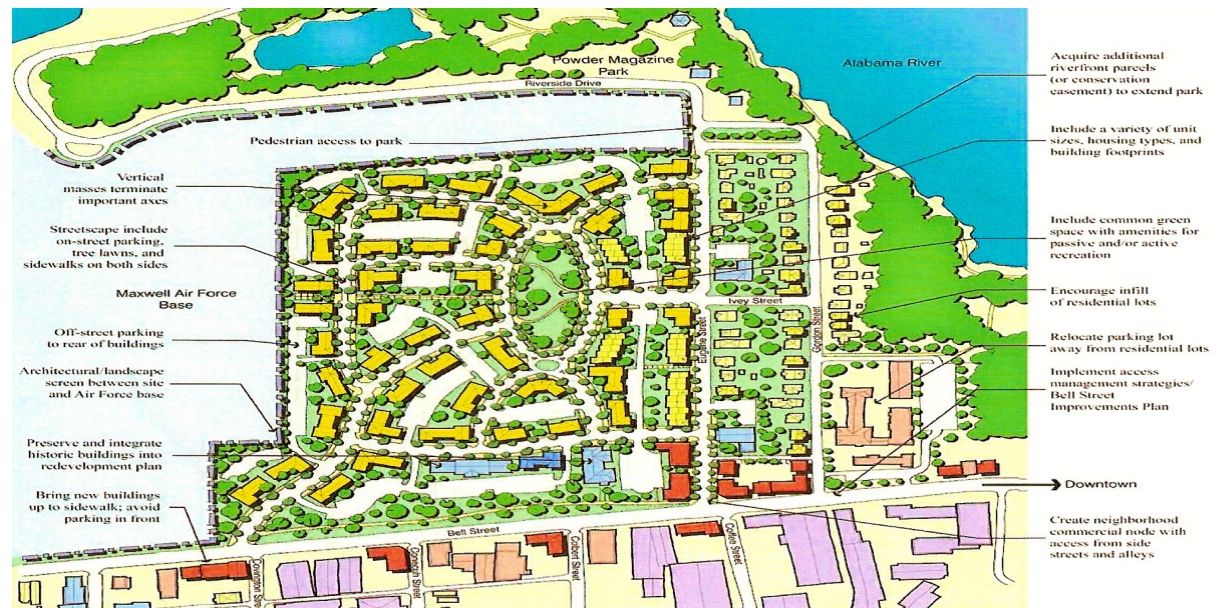 Powder Magazine
Park
Riverside Drive
Alabama River
Pedestrian access to park
Vertical
masses terminate
important axes
Streetscape include
on-street parking,
tree lawns, and
sidewalks on both sides
Maxwell Air Force
Base
Off-street parking
to rear of buildings
Architectural/landscape
screen between site
and Air Force base
Preserve and integrate
historic buildings into
redevelopment plan
Bring new buildings
up to sidewalk; avoid
parking in front
Ivey Street
Eugene Street
Gordon Street
Bell Street
Covington Street
Conecuh Street
Colbert Street
Coffee Street
Acquire additional
riverfront parcels
(or conservation
easement) to extend park
Include a variety of unit
sizes, housing types, and
building footprints
Include common green
space with amenities for
passive and/or active
recreation
Encourage infill
of residential lots
Relocate parking lot
away from residential lots
Implement access
management strategies/
Bell Street
Improvements Plan
Downtown
Create neighborhood
commercial node with
access from side
streets and alleys